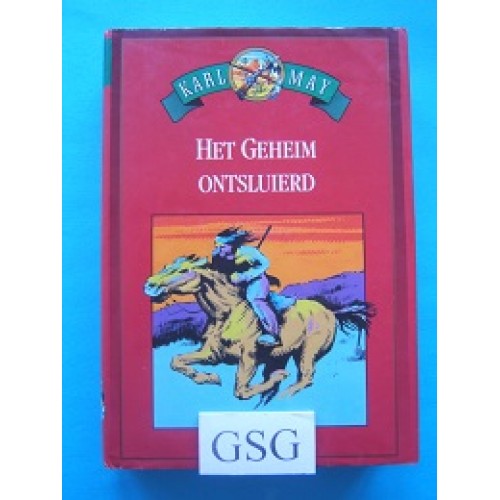 KARL MAY
HET GEHEIM
ONTSLUIERD
GSG